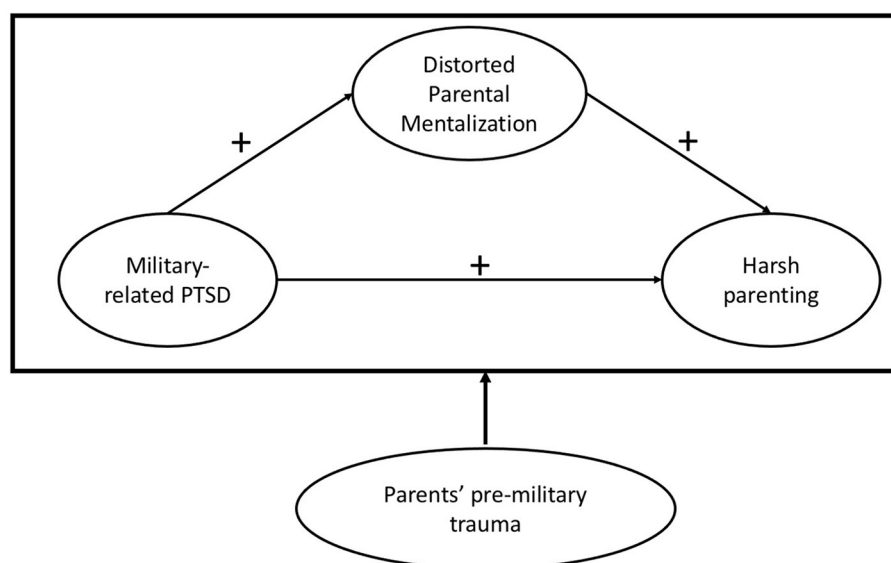 Distorted
Parental
Mentalization
+
+
Military-
related PTSD
+
Harsh
parenting
Parents’ pre-military
trauma